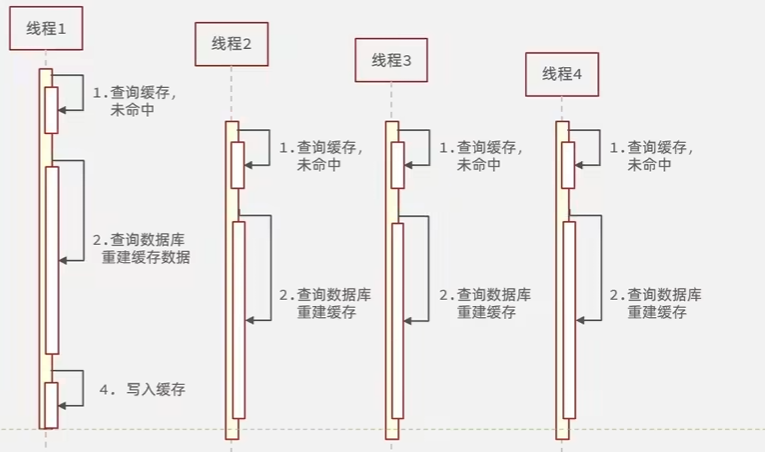 线程1
1.查询缓存，
未命中
2.查询数据库
重建缓存数据
4. 写入缓存
线程2
1.查询缓存，
未命中
2.查询数据库
重建缓存
线程3
1.查询缓存，
未命中
2.查询数据库
重建缓存
线程4
1.查询缓存，
未命中
2.查询数据库
重建缓存